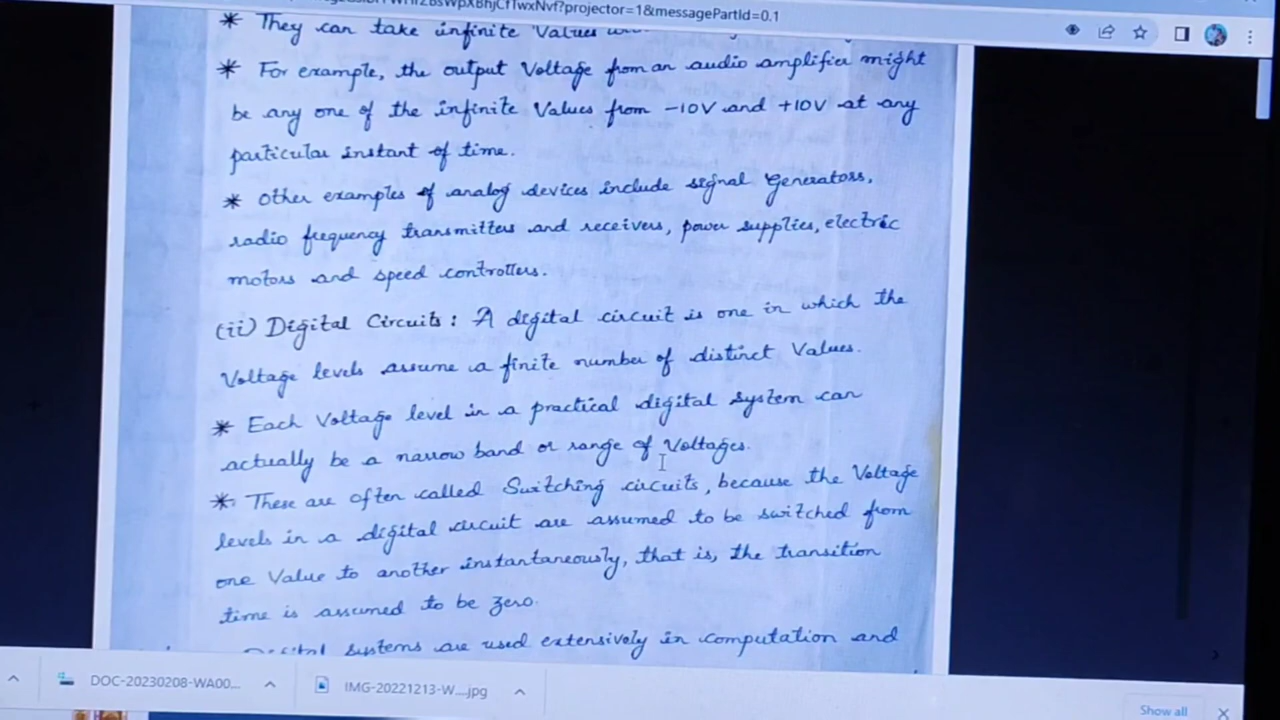 ?projector=1&messagePartId=0.1
* They can take infinite Values
* For example, the output Voltage from an audio amplifier might
be any one of the infinite Values from -10V and +10V at any
particular instant of time.
* Other examples of analog devices include signal Generators,
radio frequency transmitters and receivers, power supplies, electric
motors and speed controllers.
(ii) Digital Circuits: A digital circuit is one in which the
Voltage levels assume a finite number of distinct Values.
* Each Voltage level in a practical digital system can
actually be a narrow band or range of Voltages.
* These are often called Switching circuits, because the Voltage
levels in a digital circuit are assumed to be switched from
one Value to another instantaneously, that is, the transition
time is assumed to be zero.
systems are used extensively in computation and
DOC-20230208-WA00...
IMG-20221213-W....jpg
Show all